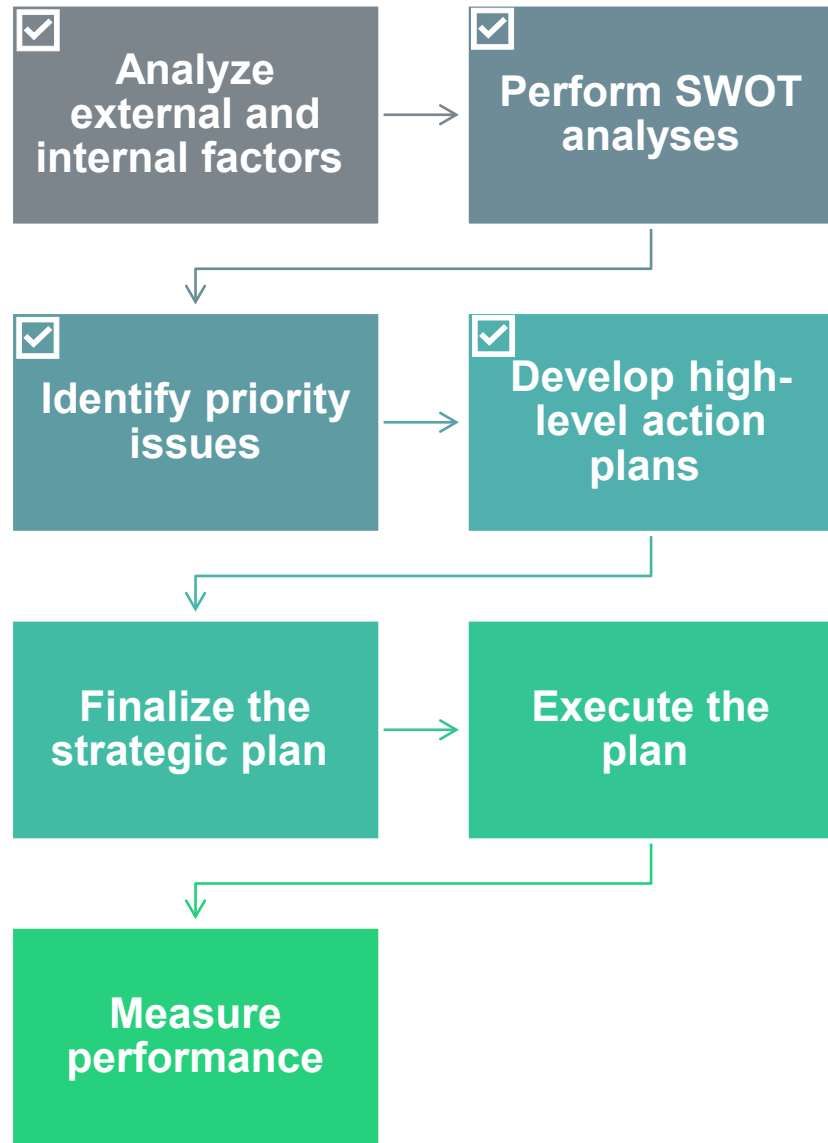 Analyze
external and
internal factors
Perform SWOT
analyses
Identify priority
issues
Develop high-
level action
plans
Finalize the
strategic plan
Execute the
plan
Measure
performance